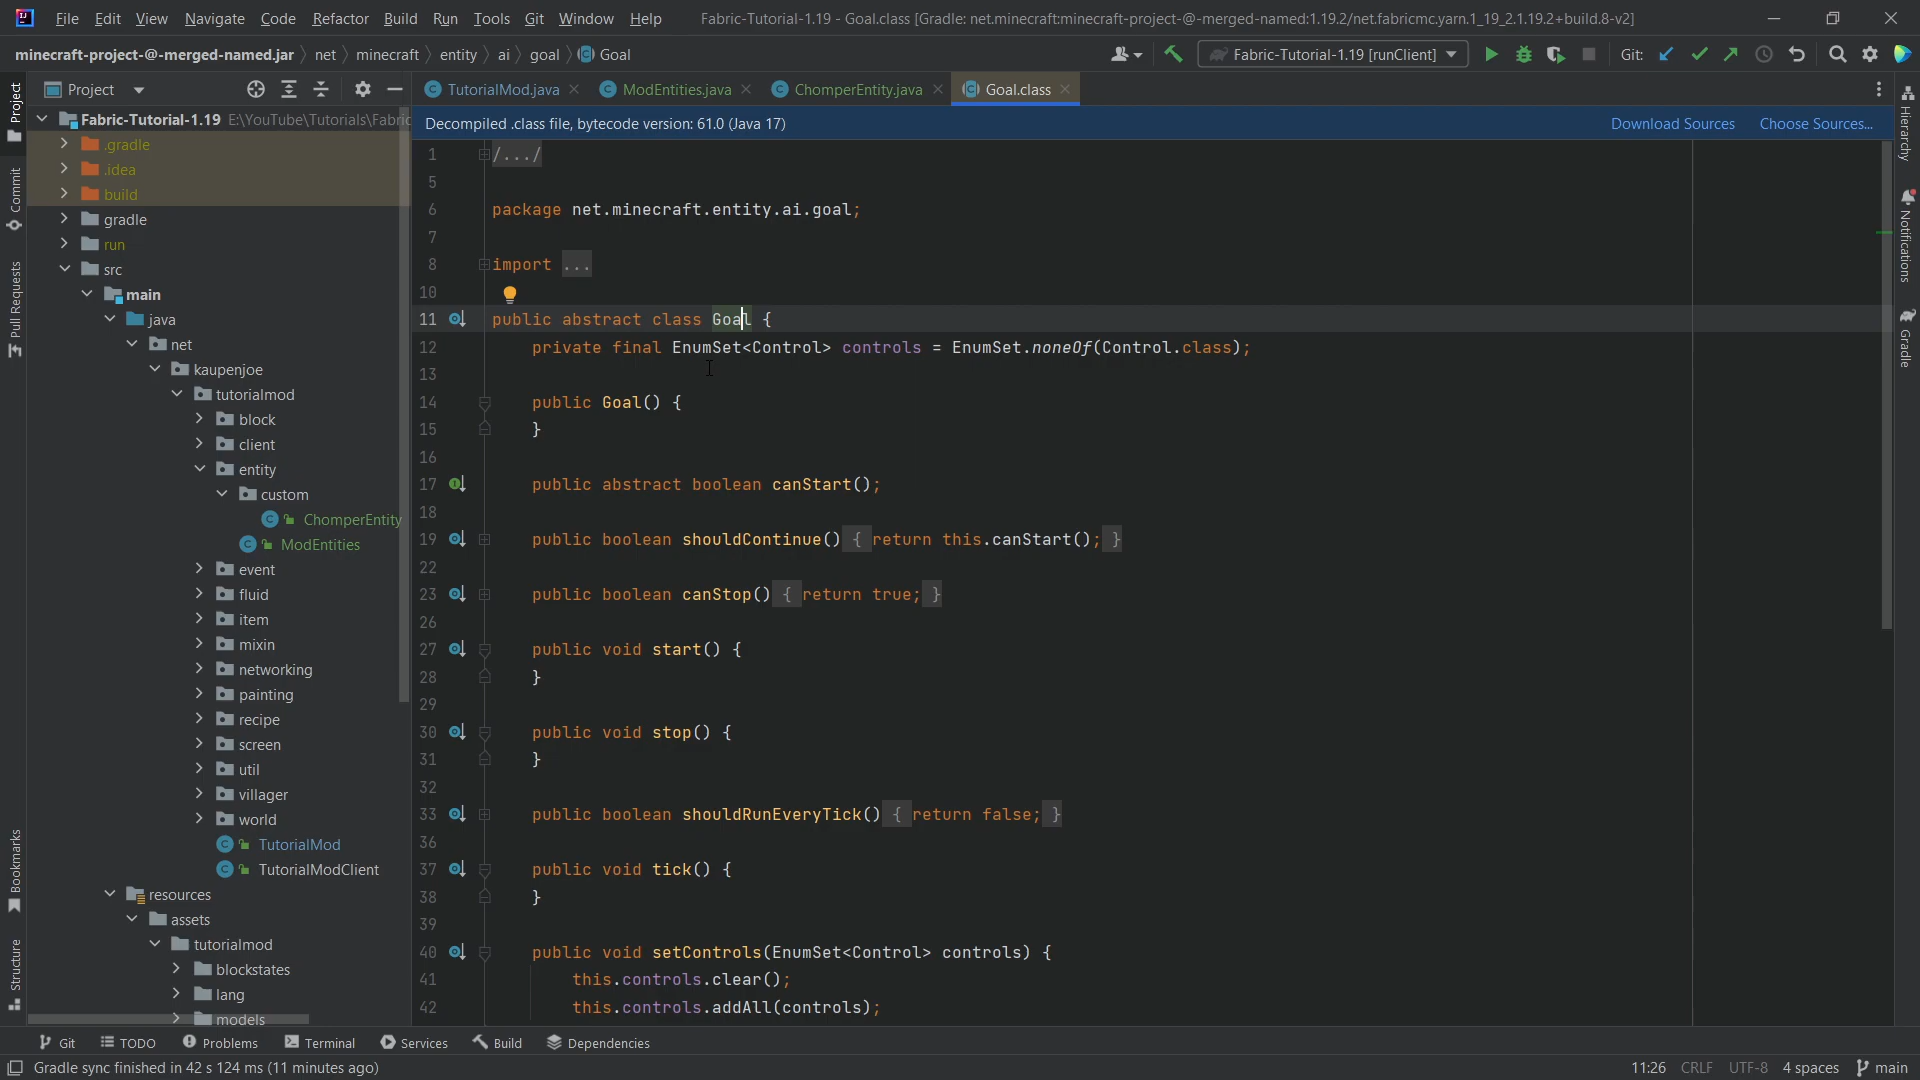 File Edit View Navigate Code Refactor Build Run Tools Git Window Help Fabric-Tutorial-1.19 - Goal.class [Gradle: net.minecraft:minecraft-project-@-merged-named:1.19.2/net.fabricmc.yarn.1_19_2.1.19.2+build.8-v2]
minecraft-project-@-merged-named.jar net minecraft entity ai goal Goal Fabric-Tutorial-1.19 [runClient] Git:
Project TutorialMod.java ModEntities.java ChomperEntity.java Goal.class
Decompiled .class file, bytecode version: 61.0 (Java 17) Download Sources Choose Sources...
Project
Commit
Pull Requests
Bookmarks
Structure
Fabric-Tutorial-1.19 E:\YouTube\Tutorials\Fabric
.gradle
.idea
build
gradle
run
src
main
java
net
kaupenjoe
tutorialmod
block
client
entity
custom
ChomperEntity
ModEntities
event
fluid
item
mixin
networking
painting
recipe
screen
util
villager
world
TutorialMod
TutorialModClient
resources
assets
tutorialmod
blockstates
lang
models
1 /.../
5
6 package net.minecraft.entity.ai.goal;
7
8 import ...
10
11 public abstract class Goal {
12 private final EnumSet<Control> controls = EnumSet.noneOf(Control.class);
13
14 public Goal() {
15 }
16
17 public abstract boolean canStart();
18
19 public boolean shouldContinue() { return this.canStart(); }
22
23 public boolean canStop() { return true; }
26
27 public void start() {
28 }
29
30 public void stop() {
31 }
32
33 public boolean shouldRunEveryTick() { return false; }
36
37 public void tick() {
38 }
39
40 public void setControls(EnumSet<Control> controls) {
41 this.controls.clear();
42 this.controls.addAll(controls);
Hierarchy
Notifications
Gradle
Git TODO Problems Terminal Services Build Dependencies
Gradle sync finished in 42 s 124 ms (11 minutes ago) 11:26 CRLF UTF-8 4 spaces main